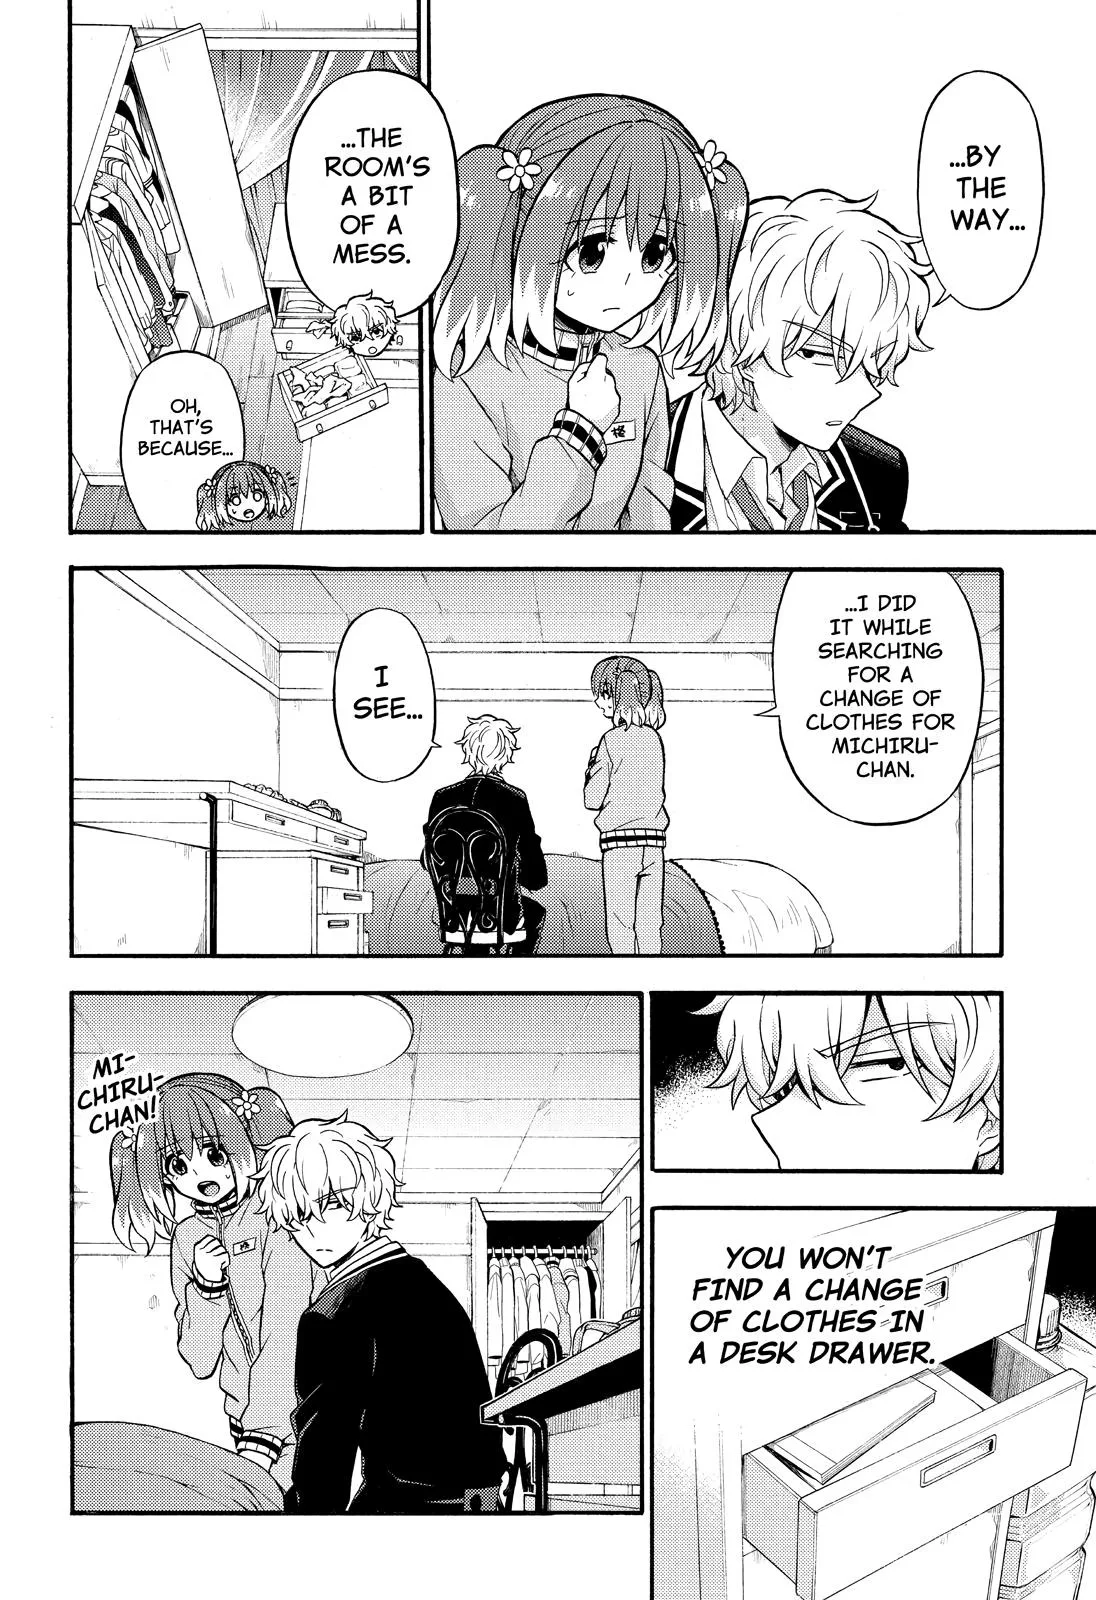 ...BY
THE
WAY...
...THE
ROOM'S
A BIT
OF A
MESS.
OH,
THAT'S
BECAUSE...
...I DID
IT WHILE
SEARCHING
FOR A
CHANGE OF
CLOTHES FOR
MICHIRU-
CHAN.
I
SEE...
YOU WON'T
FIND A CHANGE
OF CLOTHES IN
A DESK DRAWER.
MI-
CHIRU-
CHAN!